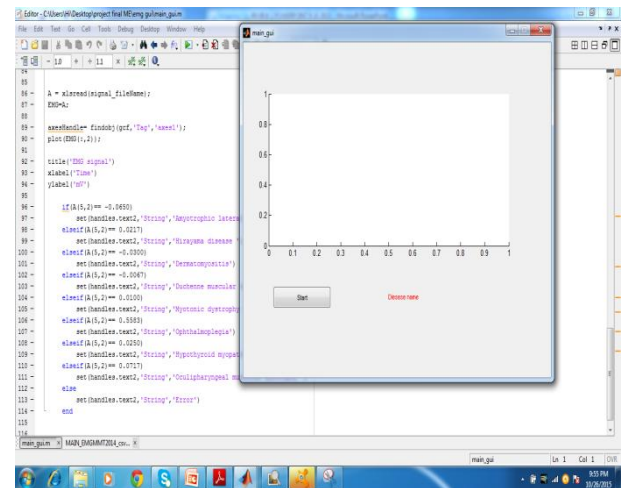 Editor - C:\Users\Hi\Desktop\project final ME\emg gui\main_gui.m
File Edit Text Go Cell Tools Debug Desktop Window Help
- 1.0 + ÷ 1.1 ×
85
86 - A = xlsread(signal_fileName);
87 - EMG=A;
88
89 - axesHandle= findobj(gcf,'Tag','axes1');
90 - plot(EMG(:,2));
91
92 - title('EMG signal')
93 - xlabel('Time')
94 - ylabel('mV')
95
96 - if(A(5,2)== -0.0650)
97 - set(handles.text2,'String','Amyotrophic latera
98 - elseif(A(5,2)== 0.0217)
99 - set(handles.text2,'String','Hirayama disease
100 - elseif(A(5,2)== -0.0300)
101 - set(handles.text2,'String','Dermatomyositis')
102 - elseif(A(5,2)== -0.0067)
103 - set(handles.text2,'String','Duchenne muscular
104 - elseif(A(5,2)== 0.0100)
105 - set(handles.text2,'String','Myotonic dystrophy
106 - elseif(A(5,2)== 0.5583)
107 - set(handles.text2,'String','Ophthalmoplegia')
108 - elseif(A(5,2)== 0.0250)
109 - set(handles.text2,'String','Hypothyroid myopat
110 - elseif(A(5,2)== 0.0717)
111 - set(handles.text2,'String','Oculipharyngeal
112 - else
113 - set(handles.text2,'String','Error')
114 - end
115
116
main_gui
1
0.8
0.6
0.4
0.2
0
0 0.1 0.2 0.3 0.4 0.5 0.6 0.7 0.8 0.9 1
Start
Disease name
main_gui.m × MAIN_EMGMMT2014_csv... ×
main_gui Ln 1 Col 1 OVR
9:55 PM
10/26/2015